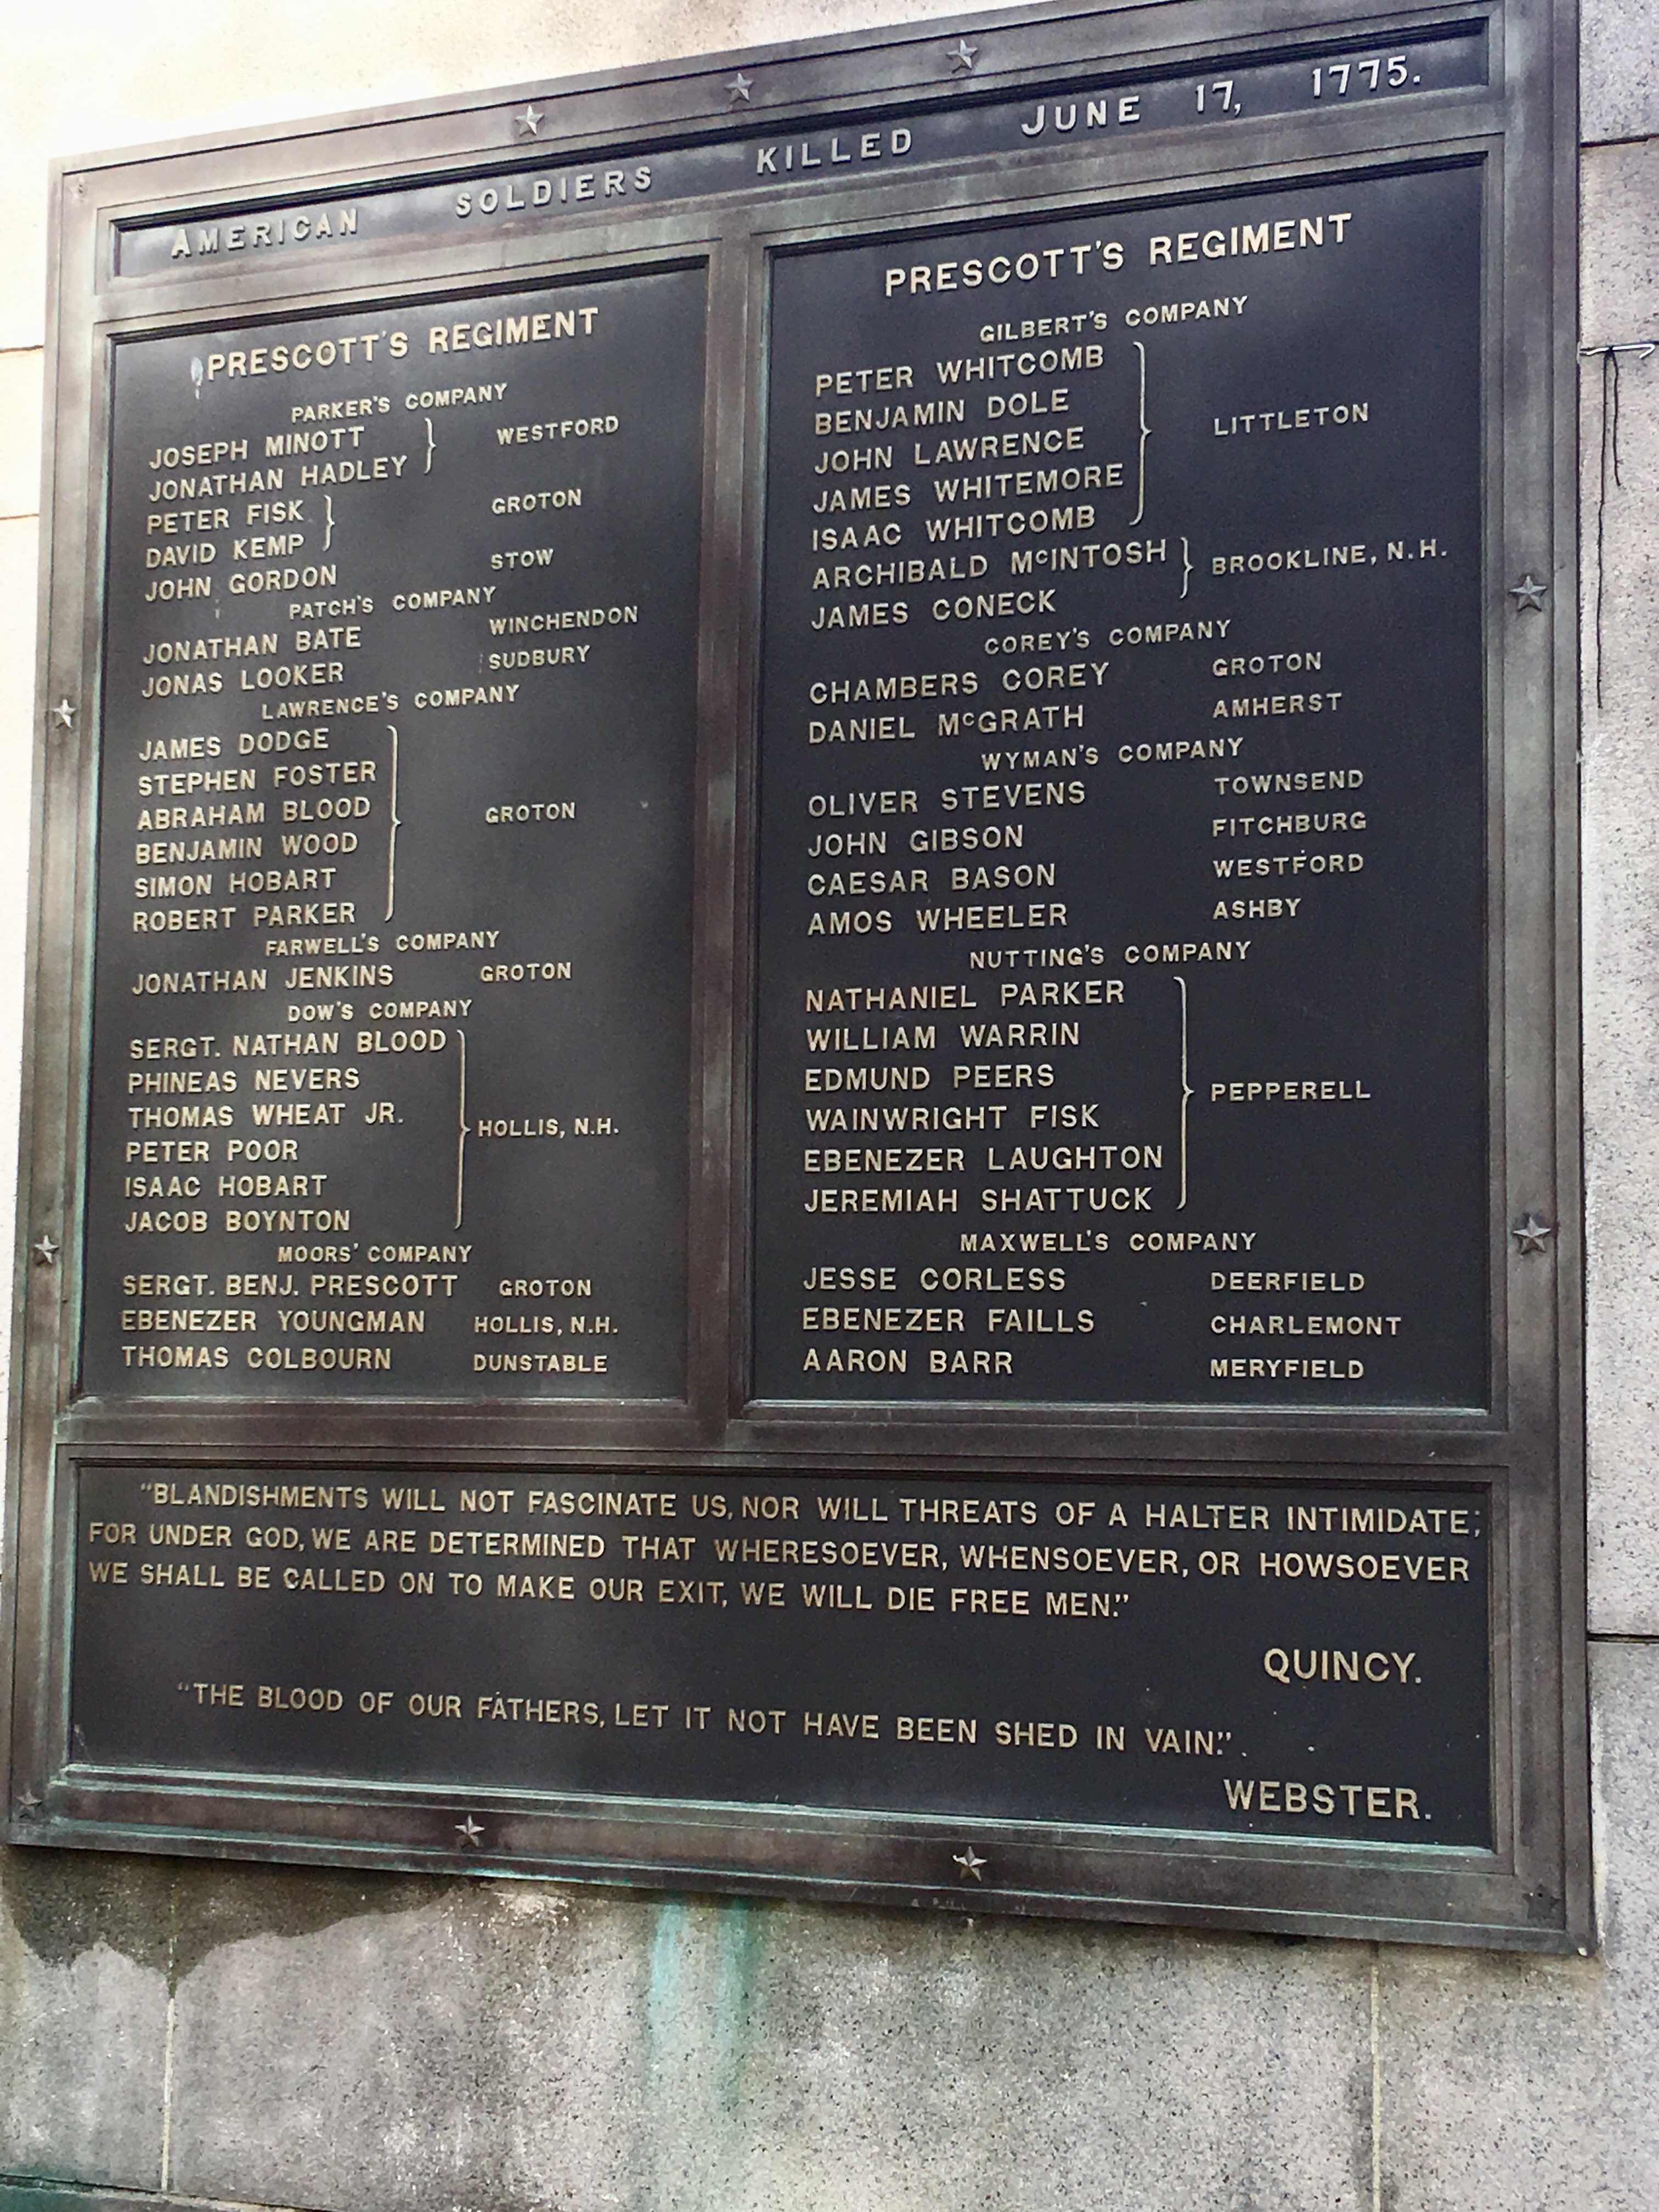 AMERICAN SOLDIERS KILLED JUNE 17, 1775.
PRESCOTT'S REGIMENT
PARKER'S COMPANY
JOSEPH MINOTT
JONATHAN HADLEY
WESTFORD
PETER FISK
DAVID KEMP
GROTON
JOHN GORDON STOW
PATCH'S COMPANY
JONATHAN BATE WINCHENDON
JONAS LOOKER SUDBURY
LAWRENCE'S COMPANY
JAMES DODGE
STEPHEN FOSTER
ABRAHAM BLOOD
BENJAMIN WOOD
SIMON HOBART
ROBERT PARKER
GROTON
FARWELL'S COMPANY
JONATHAN JENKINS GROTON
DOW'S COMPANY
SERGT. NATHAN BLOOD
PHINEAS NEVERS
THOMAS WHEAT JR.
PETER POOR
ISAAC HOBART
JACOB BOYNTON
HOLLIS, N.H.
MOORS' COMPANY
SERGT. BENJ. PRESCOTT GROTON
EBENEZER YOUNGMAN HOLLIS, N.H.
THOMAS COLBOURN DUNSTABLE
PRESCOTT'S REGIMENT
GILBERT'S COMPANY
PETER WHITCOMB
BENJAMIN DOLE
JOHN LAWRENCE
JAMES WHITEMORE
ISAAC WHITCOMB
LITTLETON
ARCHIBALD McINTOSH
JAMES CONECK
BROOKLINE, N.H.
COREY'S COMPANY
CHAMBERS COREY GROTON
DANIEL McGRATH AMHERST
WYMAN'S COMPANY
OLIVER STEVENS TOWNSEND
JOHN GIBSON FITCHBURG
CAESAR BASON WESTFORD
AMOS WHEELER ASHBY
NUTTING'S COMPANY
NATHANIEL PARKER
WILLIAM WARRIN
EDMUND PEERS
WAINWRIGHT FISK
EBENEZER LAUGHTON
JEREMIAH SHATTUCK
PEPPERELL
MAXWELL'S COMPANY
JESSE CORLESS DEERFIELD
EBENEZER FAILLS CHARLEMONT
AARON BARR MERYFIELD
"BLANDISHMENTS WILL NOT FASCINATE US, NOR WILL THREATS OF A HALTER INTIMIDATE;
FOR UNDER GOD, WE ARE DETERMINED THAT WHERESOEVER, WHENSOEVER, OR HOWSOEVER
WE SHALL BE CALLED ON TO MAKE OUR EXIT, WE WILL DIE FREE MEN."
QUINCY.
"THE BLOOD OF OUR FATHERS, LET IT NOT HAVE BEEN SHED IN VAIN".
WEBSTER.